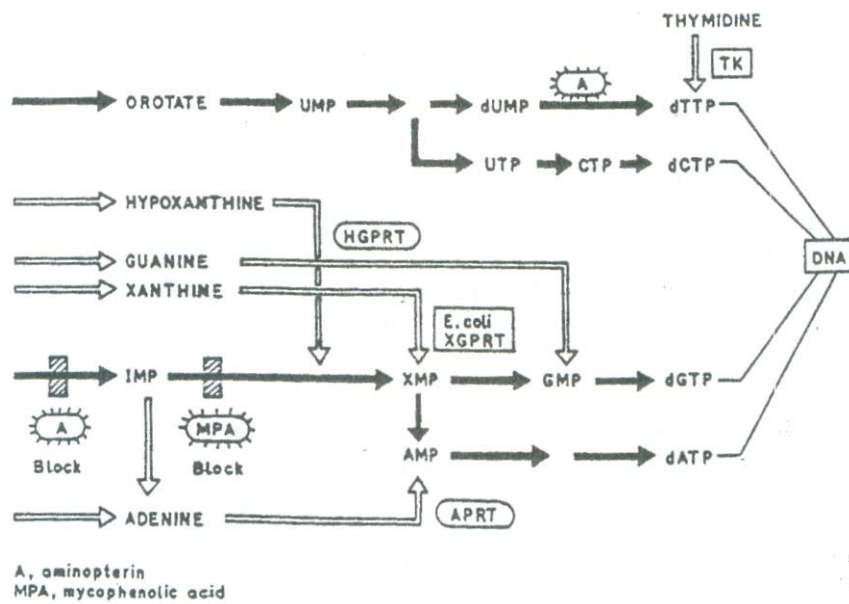 THYMIDINE
TK
A
OROTATE
UMP
dUMP
dTTP
UTP
CTP
dCTP
HYPOXANTHINE
HGPRT
GUANINE
DNA
XANTHINE
E. coli
XGPRT
IMP
XMP
GMP
dGTP
A
MPA
Block
Block
AMP
dATP
ADENINE
APRT
A, aminopterin
MPA, mycophenolic acid